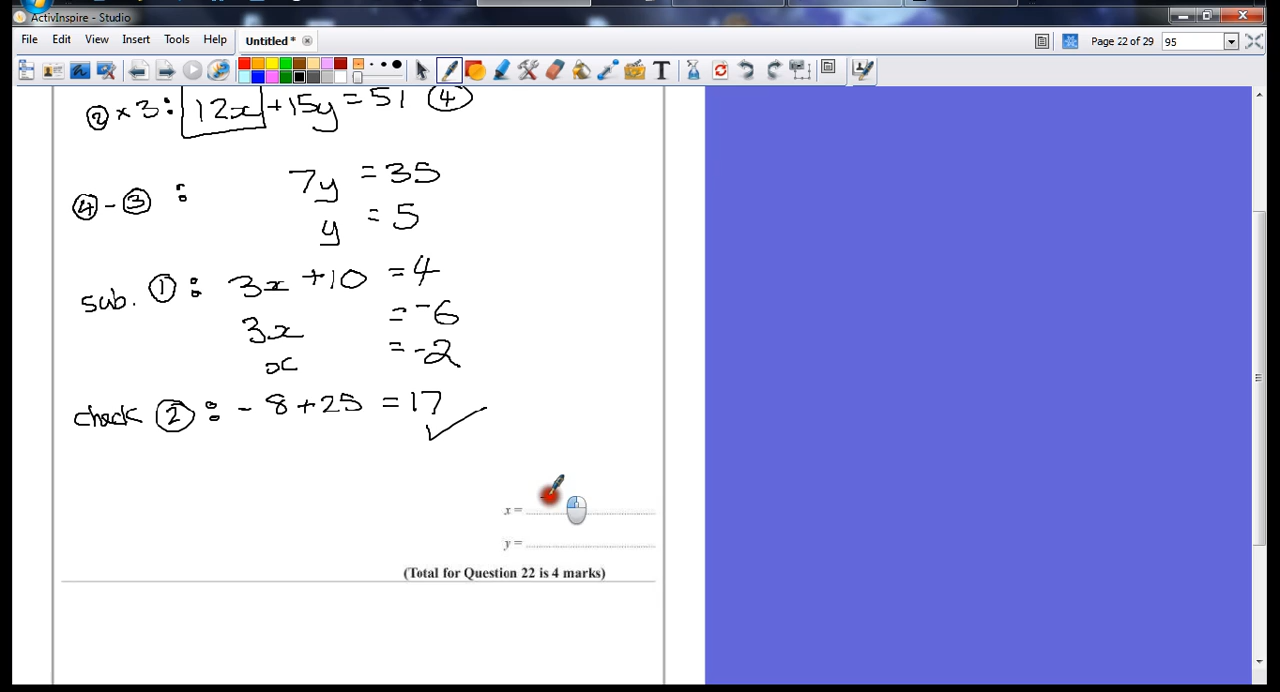 ActivInspire - Studio
File Edit View Insert Tools Help Untitled * Page 22 of 29 95
② × 3 : 12x + 15y = 51 ④
④ - ③ : 7y = 35
y = 5
sub. ① : 3x + 10 = 4
3x = -6
x = -2
check ② : - 8 + 25 = 17 ✓
x =
y =
(Total for Question 22 is 4 marks)